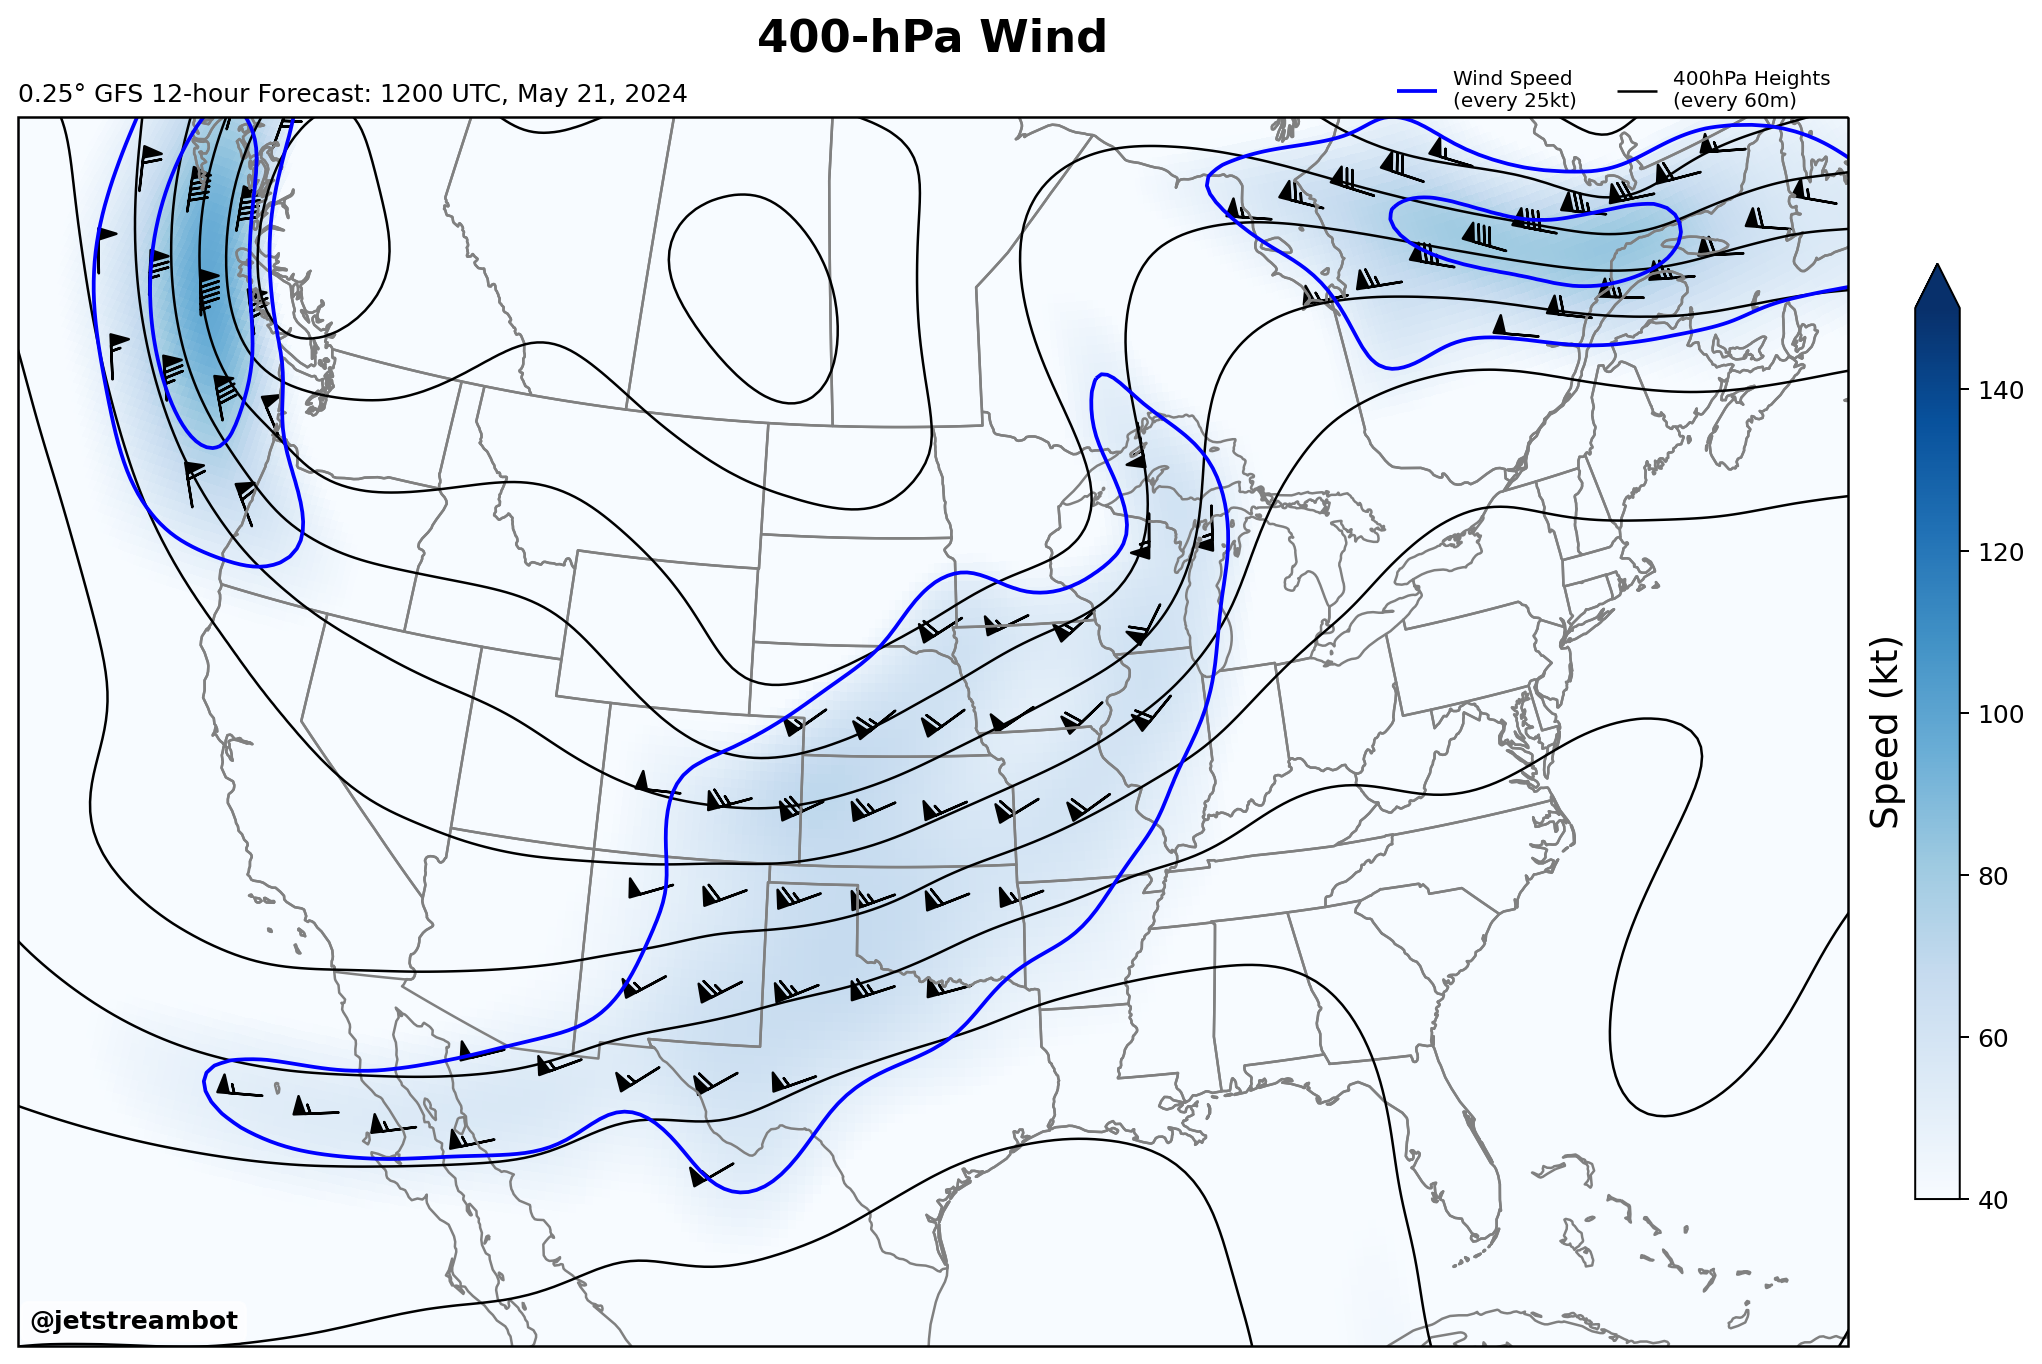 400-hPa Wind
0.25° GFS 12-hour Forecast: 1200 UTC, May 21, 2024
Wind Speed
(every 25kt)
400hPa Heights
(every 60m)
140
120
100
80
60
40
Speed (kt)
@jetstreambot